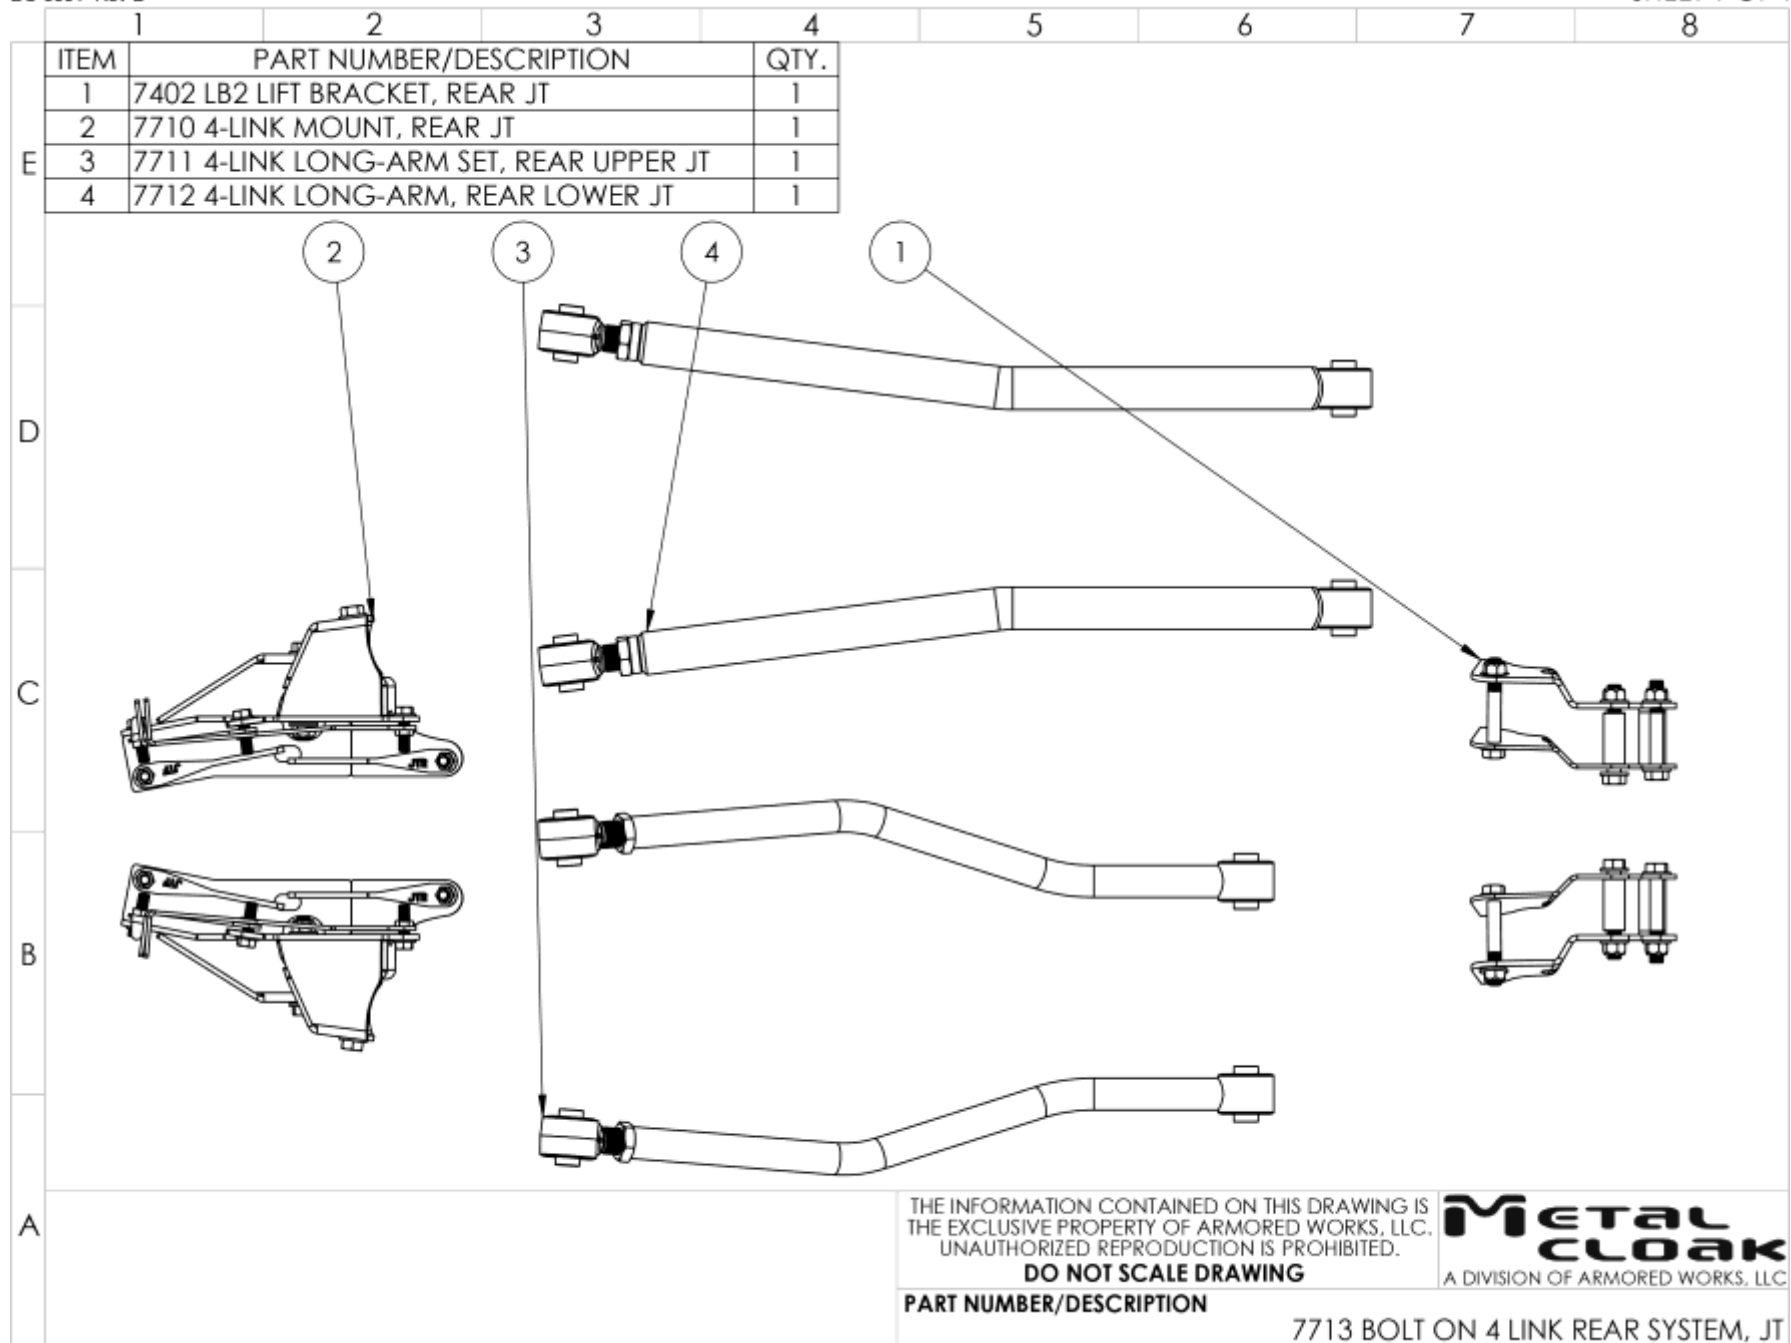 1 2 3 4 5 6 7 8
ITEM PART NUMBER/DESCRIPTION QTY.
1 7402 LB2 LIFT BRACKET, REAR JT 1
2 7710 4-LINK MOUNT, REAR JT 1
3 7711 4-LINK LONG-ARM SET, REAR UPPER JT 1
4 7712 4-LINK LONG-ARM, REAR LOWER JT 1
E
2 3 4 1
D
C
B
A
THE INFORMATION CONTAINED ON THIS DRAWING IS
THE EXCLUSIVE PROPERTY OF ARMORED WORKS, LLC.
UNAUTHORIZED REPRODUCTION IS PROHIBITED.
DO NOT SCALE DRAWING
METAL
CLOAK
A DIVISION OF ARMORED WORKS, LLC
PART NUMBER/DESCRIPTION
7713 BOLT ON 4 LINK REAR SYSTEM, JT